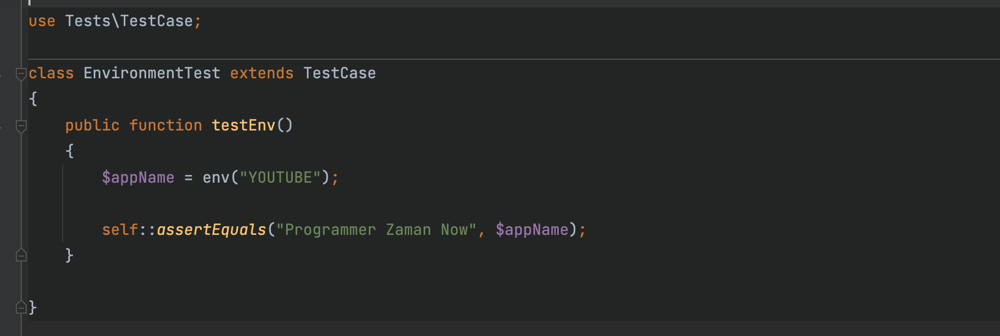 use Tests\TestCase;
class EnvironmentTest extends TestCase
{
    public function testEnv()
    {
        $appName = env("YOUTUBE");
        self::assertEquals("Programmer Zaman Now", $appName);
    }
}